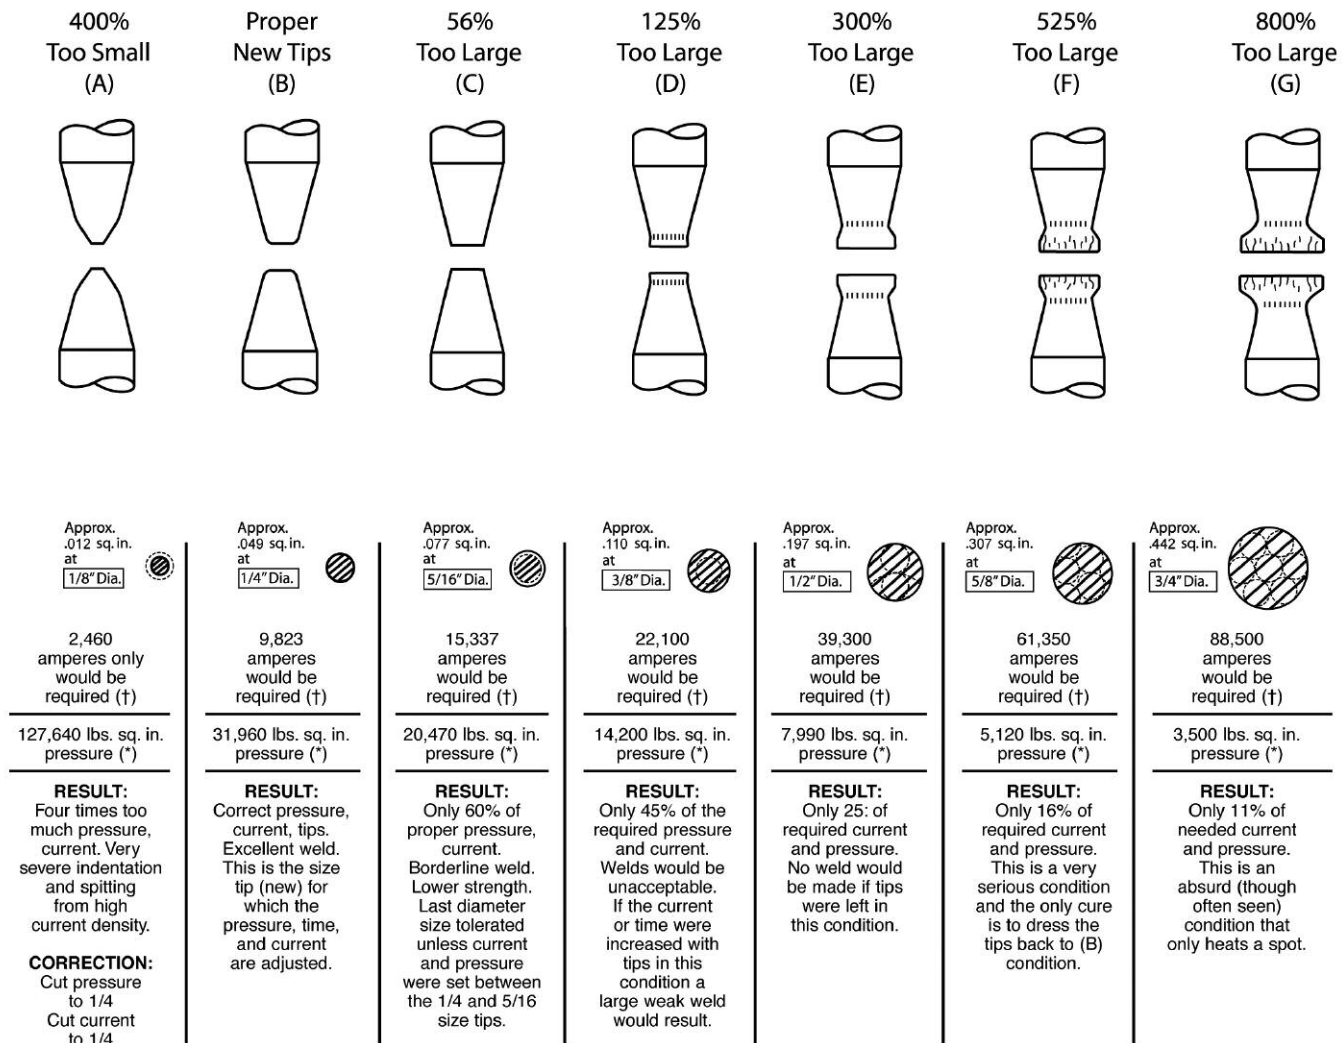 400%
Too Small
(A)
Proper
New Tips
(B)
56%
Too Large
(C)
125%
Too Large
(D)
300%
Too Large
(E)
525%
Too Large
(F)
800%
Too Large
(G)
Approx.
.012 sq.in.
at
1/8" Dia.
2,460
amperes only
would be
required (†)
127,640 lbs. sq. in.
pressure (*)
RESULT:
Four times too
much pressure,
current. Very
severe indentation
and spitting
from high
current density.
CORRECTION:
Cut pressure
to 1/4
Cut current
to 1/4
Approx.
.049 sq.in.
at
1/4" Dia.
9,823
amperes
would be
required (†)
31,960 lbs. sq. in.
pressure (*)
RESULT:
Correct pressure,
current, tips.
Excellent weld.
This is the size
tip (new) for
which the
pressure, time,
and current
are adjusted.
Approx.
.077 sq.in.
at
5/16" Dia.
15,337
amperes
would be
required (†)
20,470 lbs. sq. in.
pressure (*)
RESULT:
Only 60% of
proper pressure,
current.
Borderline weld.
Lower strength.
Last diameter
size tolerated
unless current
and pressure
were set between
the 1/4 and 5/16
size tips.
Approx.
.110 sq.in.
at
3/8" Dia.
22,100
amperes
would be
required (†)
14,200 lbs. sq. in.
pressure (*)
RESULT:
Only 45% of the
required pressure
and current.
Welds would be
unacceptable.
If the current
or time were
increased with
tips in this
condition a
large weak weld
would result.
Approx.
.197 sq.in.
at
1/2" Dia.
39,300
amperes
would be
required (†)
7,990 lbs. sq. in.
pressure (*)
RESULT:
Only 25: of
required current
and pressure.
No weld would
be made if tips
were left in
this condition.
Approx.
.307 sq.in.
at
5/8" Dia.
61,350
amperes
would be
required (†)
5,120 lbs. sq. in.
pressure (*)
RESULT:
Only 16% of
required current
and pressure.
This is a very
serious condition
and the only cure
is to dress the
tips back to (B)
condition.
Approx.
.442 sq.in.
at
3/4" Dia.
88,500
amperes
would be
required (†)
3,500 lbs. sq. in.
pressure (*)
RESULT:
Only 11% of
needed current
and pressure.
This is an
absurd (though
often seen)
condition that
only heats a spot.